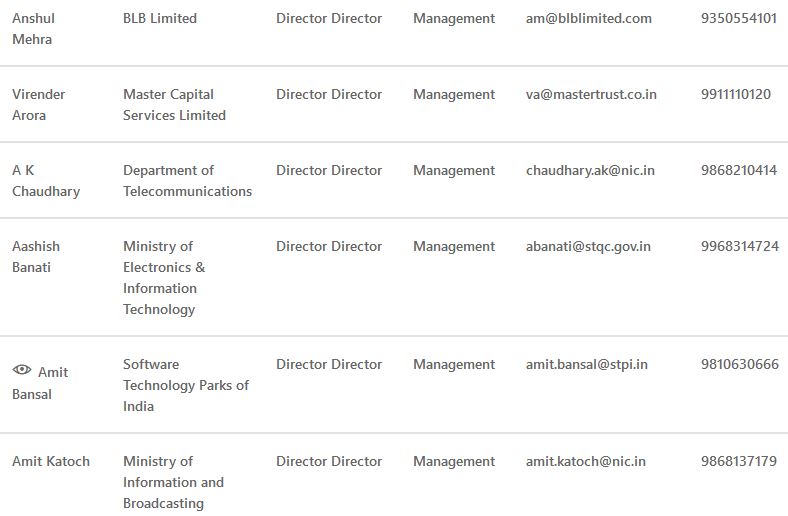 Anshul Mehra BLB Limited Director Director Management am@blblimited.com 9350554101
Virender Arora Master Capital Services Limited Director Director Management va@mastertrust.co.in 9911110120
A K Chaudhary Department of Telecommunications Director Director Management chaudhary.ak@nic.in 9868210414
Aashish Banati Ministry of Electronics & Information Technology Director Director Management abanati@stqc.gov.in 9968314724
Amit Bansal Software Technology Parks of India Director Director Management amit.bansal@stpi.in 9810630666
Amit Katoch Ministry of Information and Broadcasting Director Director Management amit.katoch@nic.in 9868137179